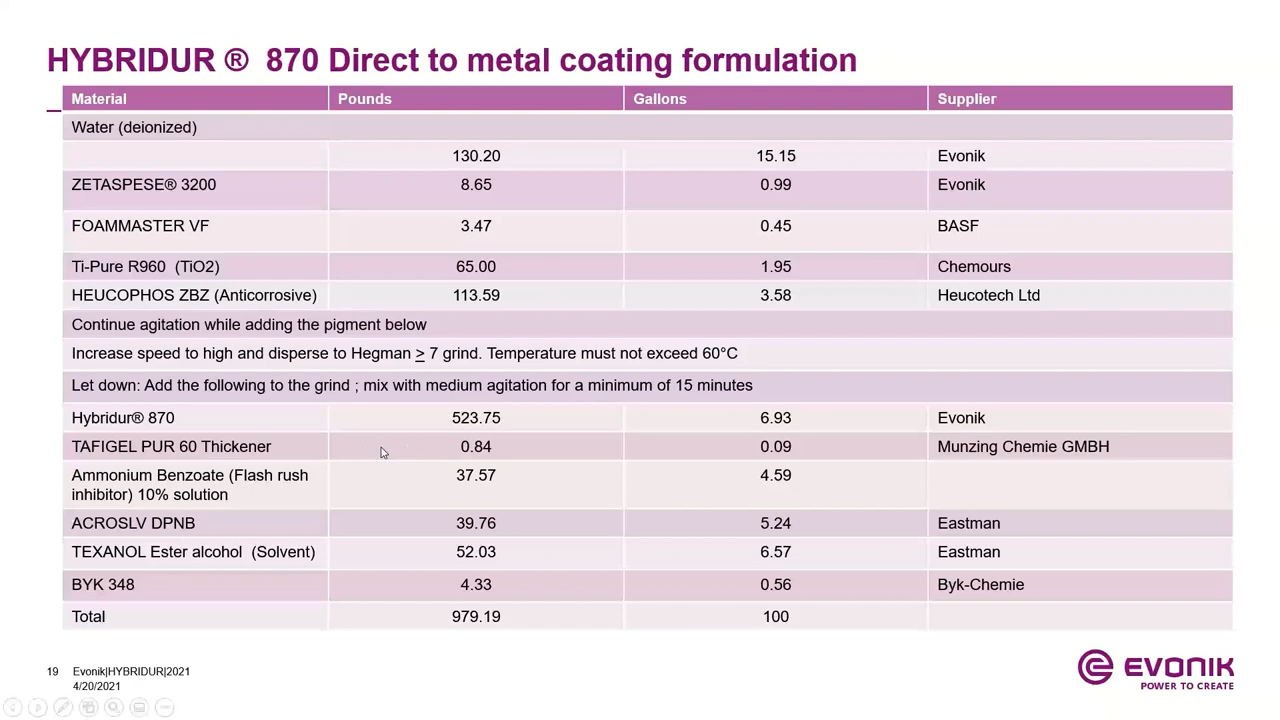 HYBRIDUR ® 870 Direct to metal coating formulation
Material Pounds Gallons Supplier
Water (deionized)
130.20 15.15 Evonik
ZETASPESE® 3200 8.65 0.99 Evonik
FOAMMASTER VF 3.47 0.45 BASF
Ti-Pure R960 (TiO2) 65.00 1.95 Chemours
HEUCOPHOS ZBZ (Anticorrosive) 113.59 3.58 Heucotech Ltd
Continue agitation while adding the pigment below
Increase speed to high and disperse to Hegman ≥ 7 grind. Temperature must not exceed 60°C
Let down: Add the following to the grind ; mix with medium agitation for a minimum of 15 minutes
Hybridur® 870 523.75 6.93 Evonik
TAFIGEL PUR 60 Thickener 0.84 0.09 Munzing Chemie GMBH
Ammonium Benzoate (Flash rush 37.57 4.59
inhibitor) 10% solution
ACROSLV DPNB 39.76 5.24 Eastman
TEXANOL Ester alcohol (Solvent) 52.03 6.57 Eastman
BYK 348 4.33 0.56 Byk-Chemie
Total 979.19 100
19 Evonik|HYBRIDUR|2021
4/20/2021
EVONIK
POWER TO CREATE